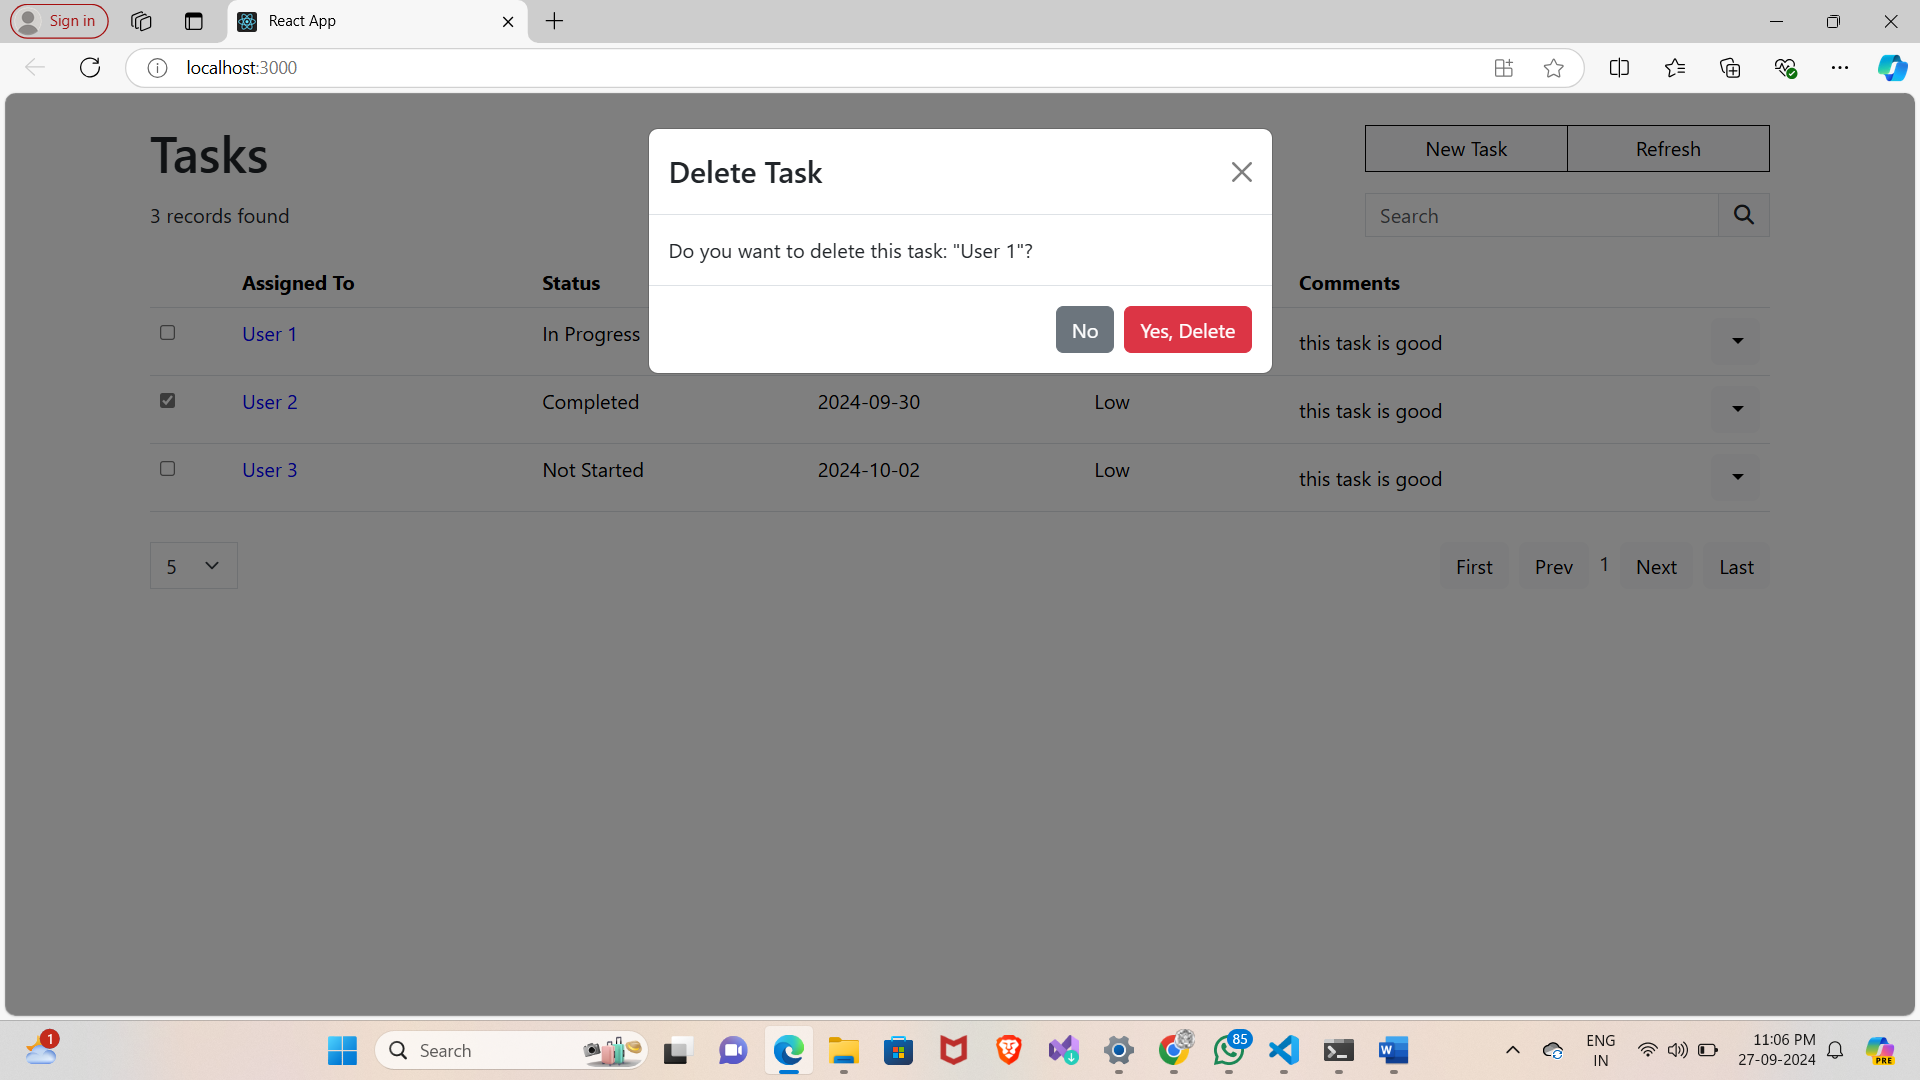 Sign in
React App
localhost:3000
Tasks
3 records found
New Task
Refresh
Search
Delete Task
Do you want to delete this task: "User 1"?
No
Yes, Delete
Assigned To Status Comments
User 1 In Progress this task is good
User 2 Completed 2024-09-30 Low this task is good
User 3 Not Started 2024-10-02 Low this task is good
5
First Prev 1 Next Last
1
Search
85
ENG
IN
11:06 PM
27-09-2024
PRE